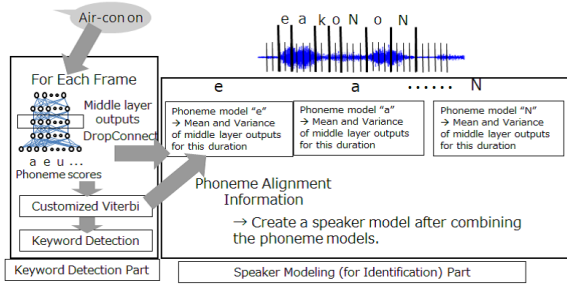 Air-con on
e a k o N o N
For Each Frame
Middle layer
outputs
DropConnect
a e u ...
Phoneme scores
Customized Viterbi
Keyword Detection
Keyword Detection Part
e a ...... N
Phoneme model "e"
→ Mean and Variance
of middle layer outputs
for this duration
Phoneme model "a"
→ Mean and Variance
of middle layer outputs
for this duration
Phoneme model "N"
→ Mean and Variance
of middle layer outputs
for this duration
Phoneme Alignment
Information
→ Create a speaker model after combining
the phoneme models.
Speaker Modeling (for Identification) Part